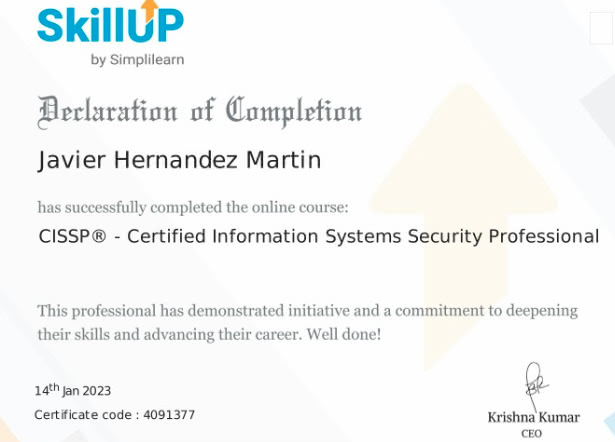 SkillUP
by Simplilearn
Declaration of Completion
Javier Hernandez Martin
has successfully completed the online course:
CISSP® - Certified Information Systems Security Professional
This professional has demonstrated initiative and a commitment to deepening
their skills and advancing their career. Well done!
14th Jan 2023
Certificate code : 4091377
Krishna Kumar
CEO